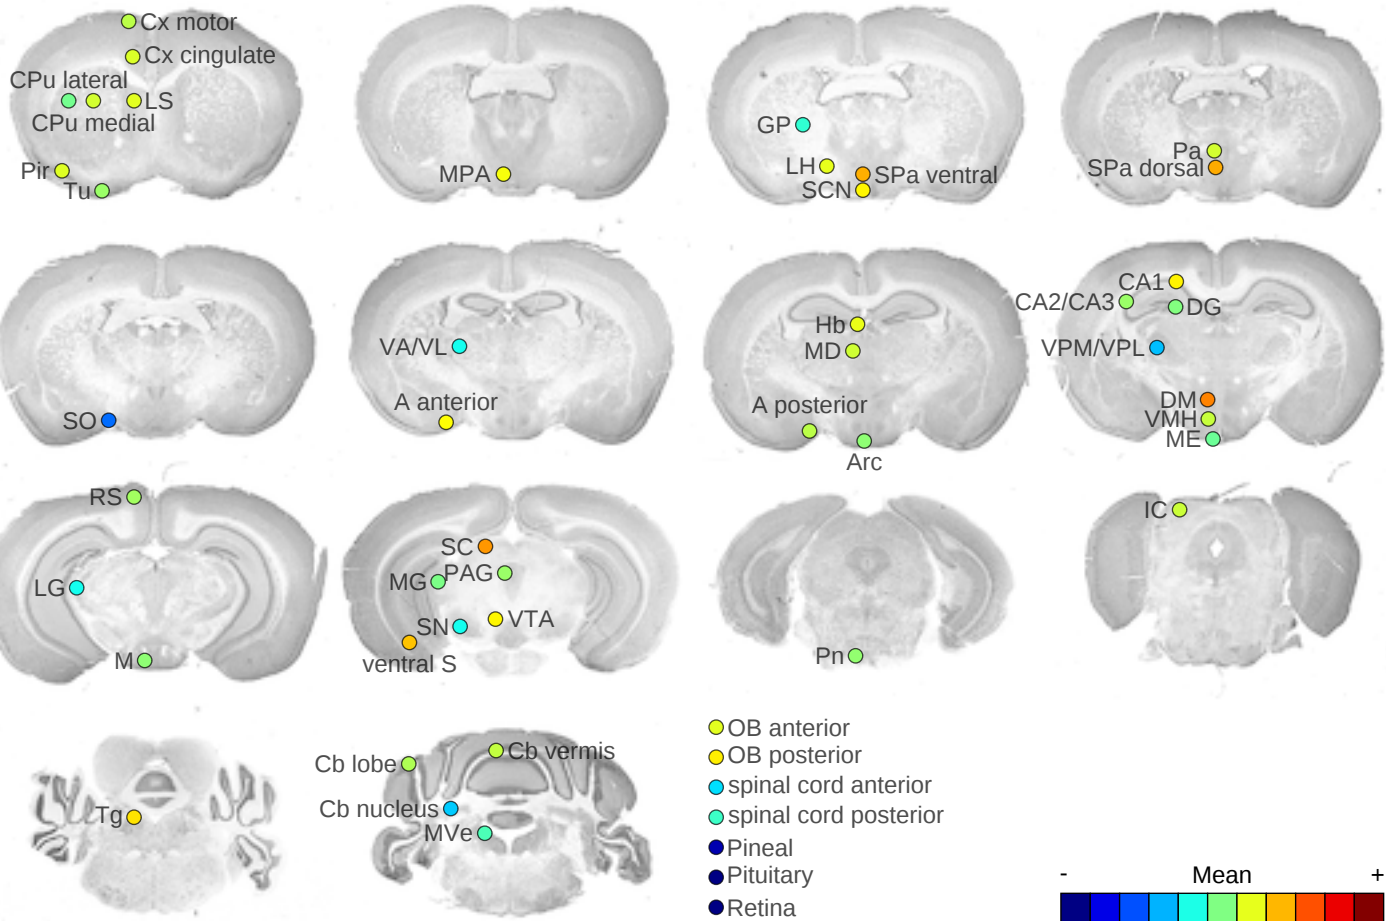 Cx motor
Cx cingulate
CPu lateral
LS
CPu medial
Pir
Tu
MPA
GP
LH
SPa ventral
SCN
Pa
SPa dorsal
SO
VA/VL
A anterior
Hb
MD
A posterior
Arc
CA1
CA2/CA3
DG
VPM/VPL
DM
VMH
ME
RS
LG
M
SC
MG
PAG
SN
VTA
ventral S
Pn
IC
Tg
Cb lobe
Cb vermis
Cb nucleus
MVe
OB anterior
OB posterior
spinal cord anterior
spinal cord posterior
Pineal
Pituitary
Retina
- Mean +